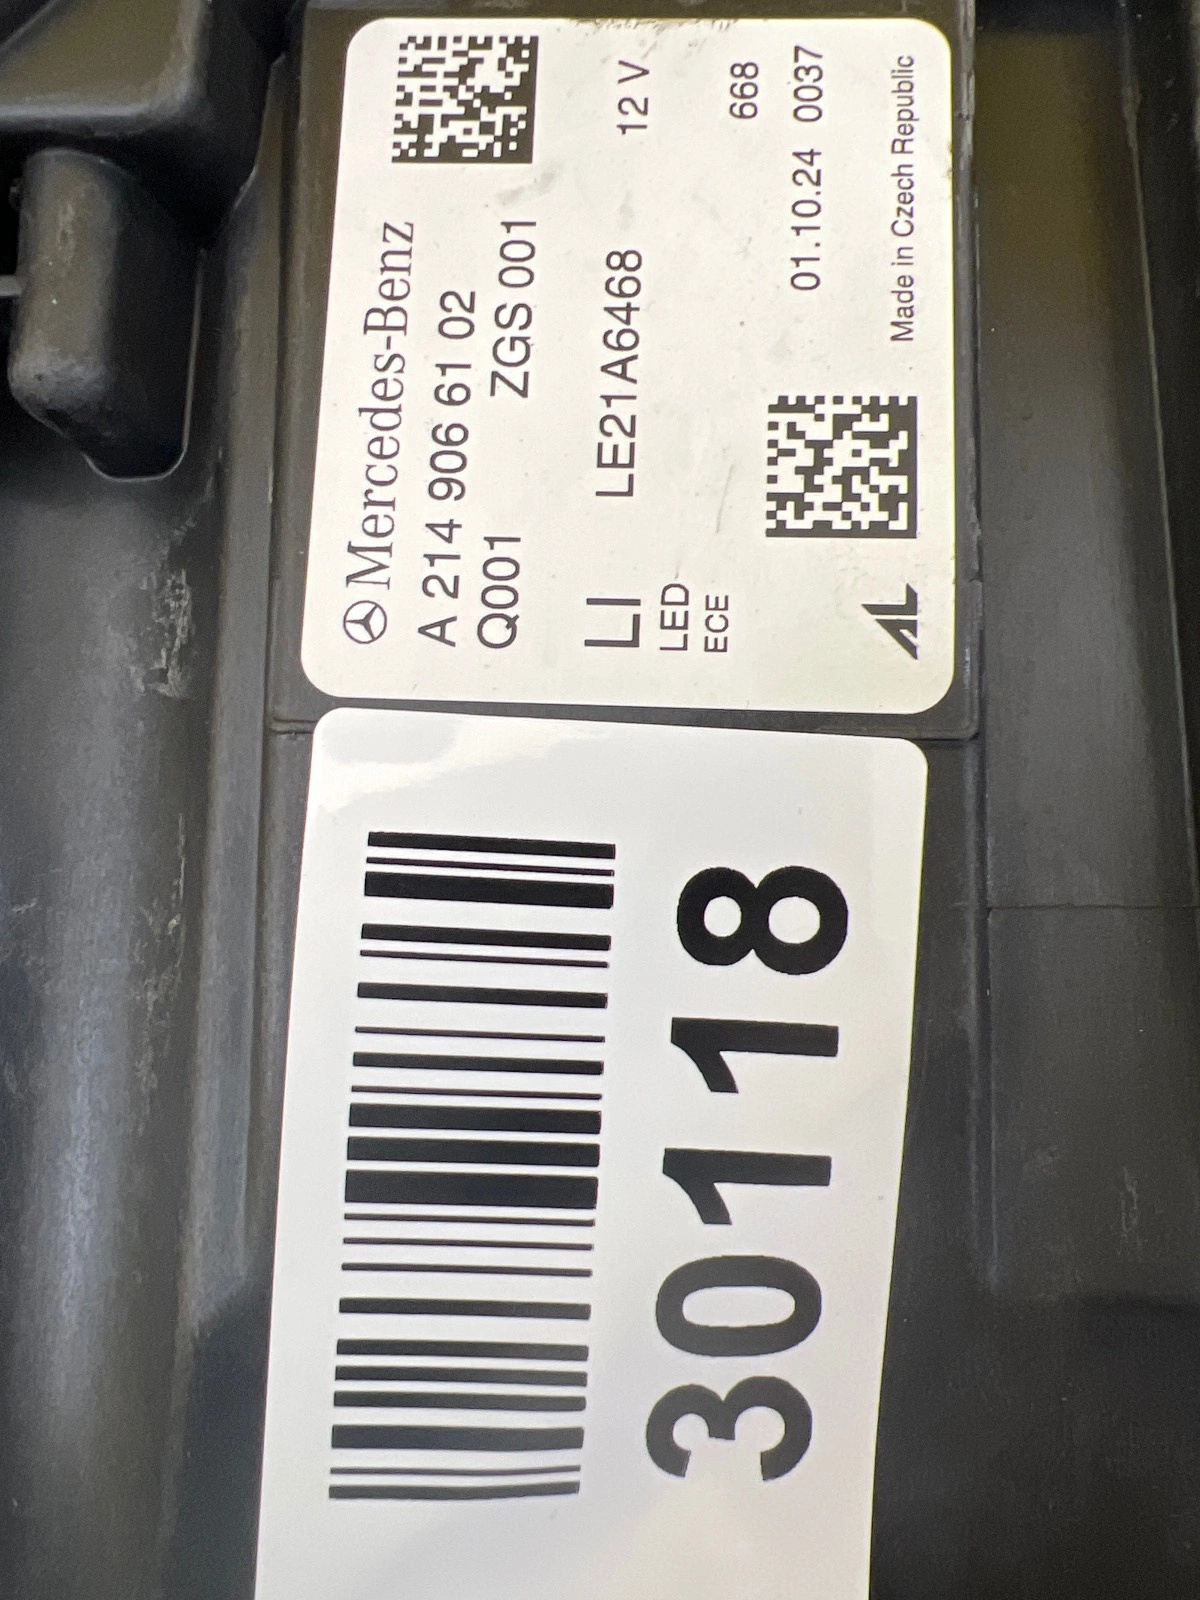 Mercedes-Benz
A 214 906 61 02
Q001 ZGS 001
LI LE21A6468 12 V
LED
ECE 668
01.10.24 0037
AL Made in Czech Republic
30118